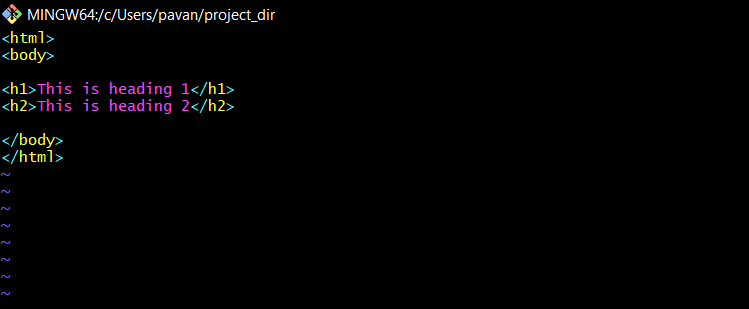 MINGW64:/c/Users/pavan/project_dir
<html>
<body>
<h1>This is heading 1</h1>
<h2>This is heading 2</h2>
</body>
</html>
~
~
~
~
~
~
~
~